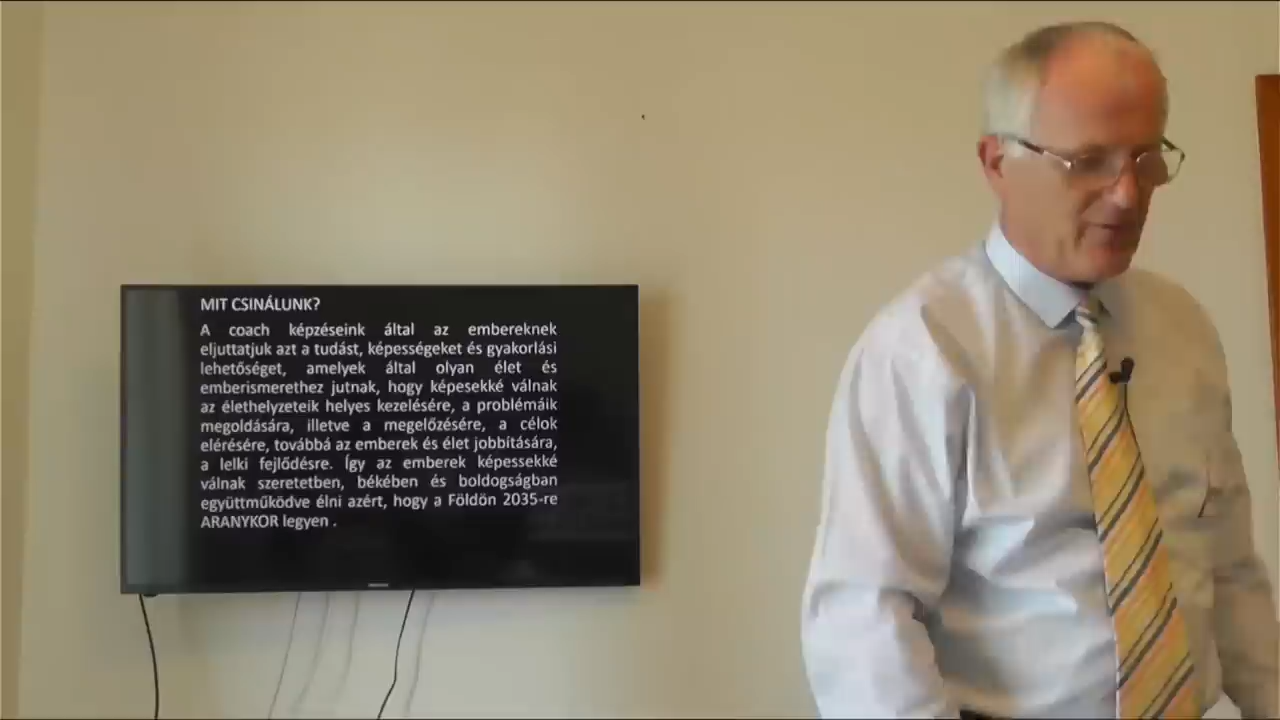 MIT CSINÁLUNK?
A coach képzéseink által az embereknek
eljuttatjuk azt a tudást, képességeket és gyakorlási
lehetőséget, amelyek által olyan élet és
emberismerethez jutnak, hogy képesekké válnak
az élethelyzeteik helyes kezelésére, a problémáik
megoldására, illetve a megelőzésére, a célok
elérésére, továbbá az emberek és élet jobbítására,
a lelki fejlődésre. Így az emberek képessekké
válnak szeretetben, békében és boldogságban
együttműködve élni azért, hogy a Földön 2035-re
ARANYKOR legyen .